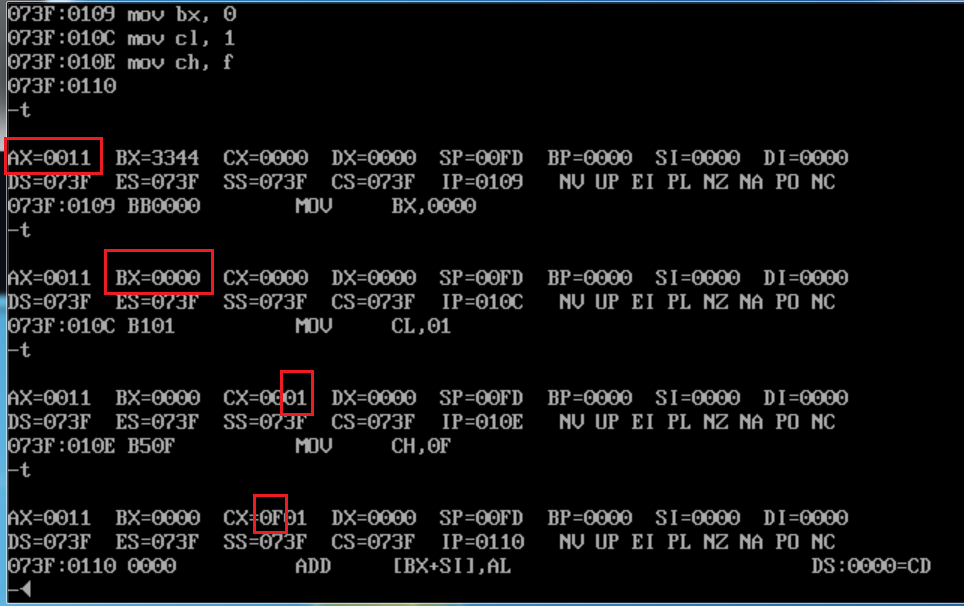 073F:0109 mov bx, 0
073F:010C mov cl, 1
073F:010E mov ch, f
073F:0110
-t
AX=0011 BX=3344 CX=0000 DX=0000 SP=00FD BP=0000 SI=0000 DI=0000
DS=073F ES=073F SS=073F CS=073F IP=0109 NV UP EI PL NZ NA PO NC
073F:0109 BB0000 MOV BX,0000
-t
AX=0011 BX=0000 CX=0000 DX=0000 SP=00FD BP=0000 SI=0000 DI=0000
DS=073F ES=073F SS=073F CS=073F IP=010C NV UP EI PL NZ NA PO NC
073F:010C B101 MOV CL,01
-t
AX=0011 BX=0000 CX=0001 DX=0000 SP=00FD BP=0000 SI=0000 DI=0000
DS=073F ES=073F SS=073F CS=073F IP=010E NV UP EI PL NZ NA PO NC
073F:010E B50F MOV CH,0F
-t
AX=0011 BX=0000 CX=0F01 DX=0000 SP=00FD BP=0000 SI=0000 DI=0000
DS=073F ES=073F SS=073F CS=073F IP=0110 NV UP EI PL NZ NA PO NC
073F:0110 0000 ADD [BX+SI],AL DS:0000=CD
-